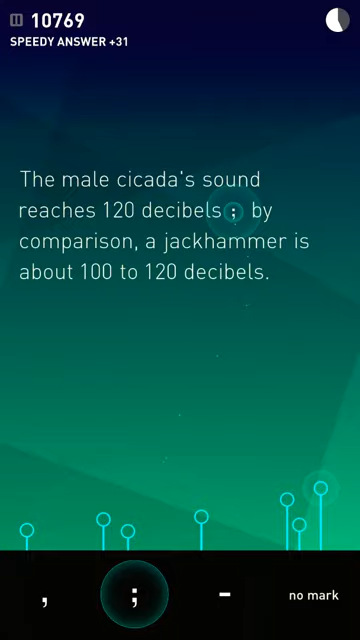 10769
SPEEDY ANSWER +31
The male cicada's sound
reaches 120 decibels ; by
comparison, a jackhammer is
about 100 to 120 decibels.
, ; - no mark